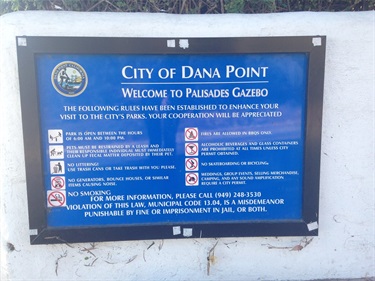 CITY OF DANA POINT
WELCOME TO PALISADES GAZEBO
THE FOLLOWING RULES HAVE BEEN ESTABLISHED TO ENHANCE YOUR
VISIT TO THE CITY'S PARKS. YOUR COOPERATION WILL BE APPRECIATED
PARK IS OPEN BETWEEN THE HOURS
OF 6:00 AM AND 10:00 PM.
PETS MUST BE RESTRAINED BY A LEASH AND
THEIR RESPONSIBLE INDIVIDUAL MUST IMMEDIATELY
CLEAN UP FECAL MATTER DEPOSITED BY THEIR PET.
NO LITTERING!
USE TRASH CANS OR TAKE TRASH WITH YOU PLEASE.
NO GENERATORS, BOUNCE HOUSES, OR SIMILAR
ITEMS CAUSING NOISE.
NO SMOKING
FIRES ARE ALLOWED IN BBQS ONLY.
ALCOHOLIC BEVERAGES AND GLASS CONTAINERS
ARE PROHIBITED AT ALL TIMES UNLESS CITY
PERMIT OBTAINED.
NO SKATEBOARDING OR BICYCLING.
WEDDINGS, GROUP EVENTS, SELLING MERCHANDISE,
CAMPING, AND ANY SOUND AMPLIFICATION
REQUIRE A CITY PERMIT.
FOR MORE INFORMATION, PLEASE CALL (949) 248-3530
VIOLATION OF THIS LAW, MUNICIPAL CODE 13.04, IS A MISDEMEANOR
PUNISHABLE BY FINE OR IMPRISONMENT IN JAIL, OR BOTH.